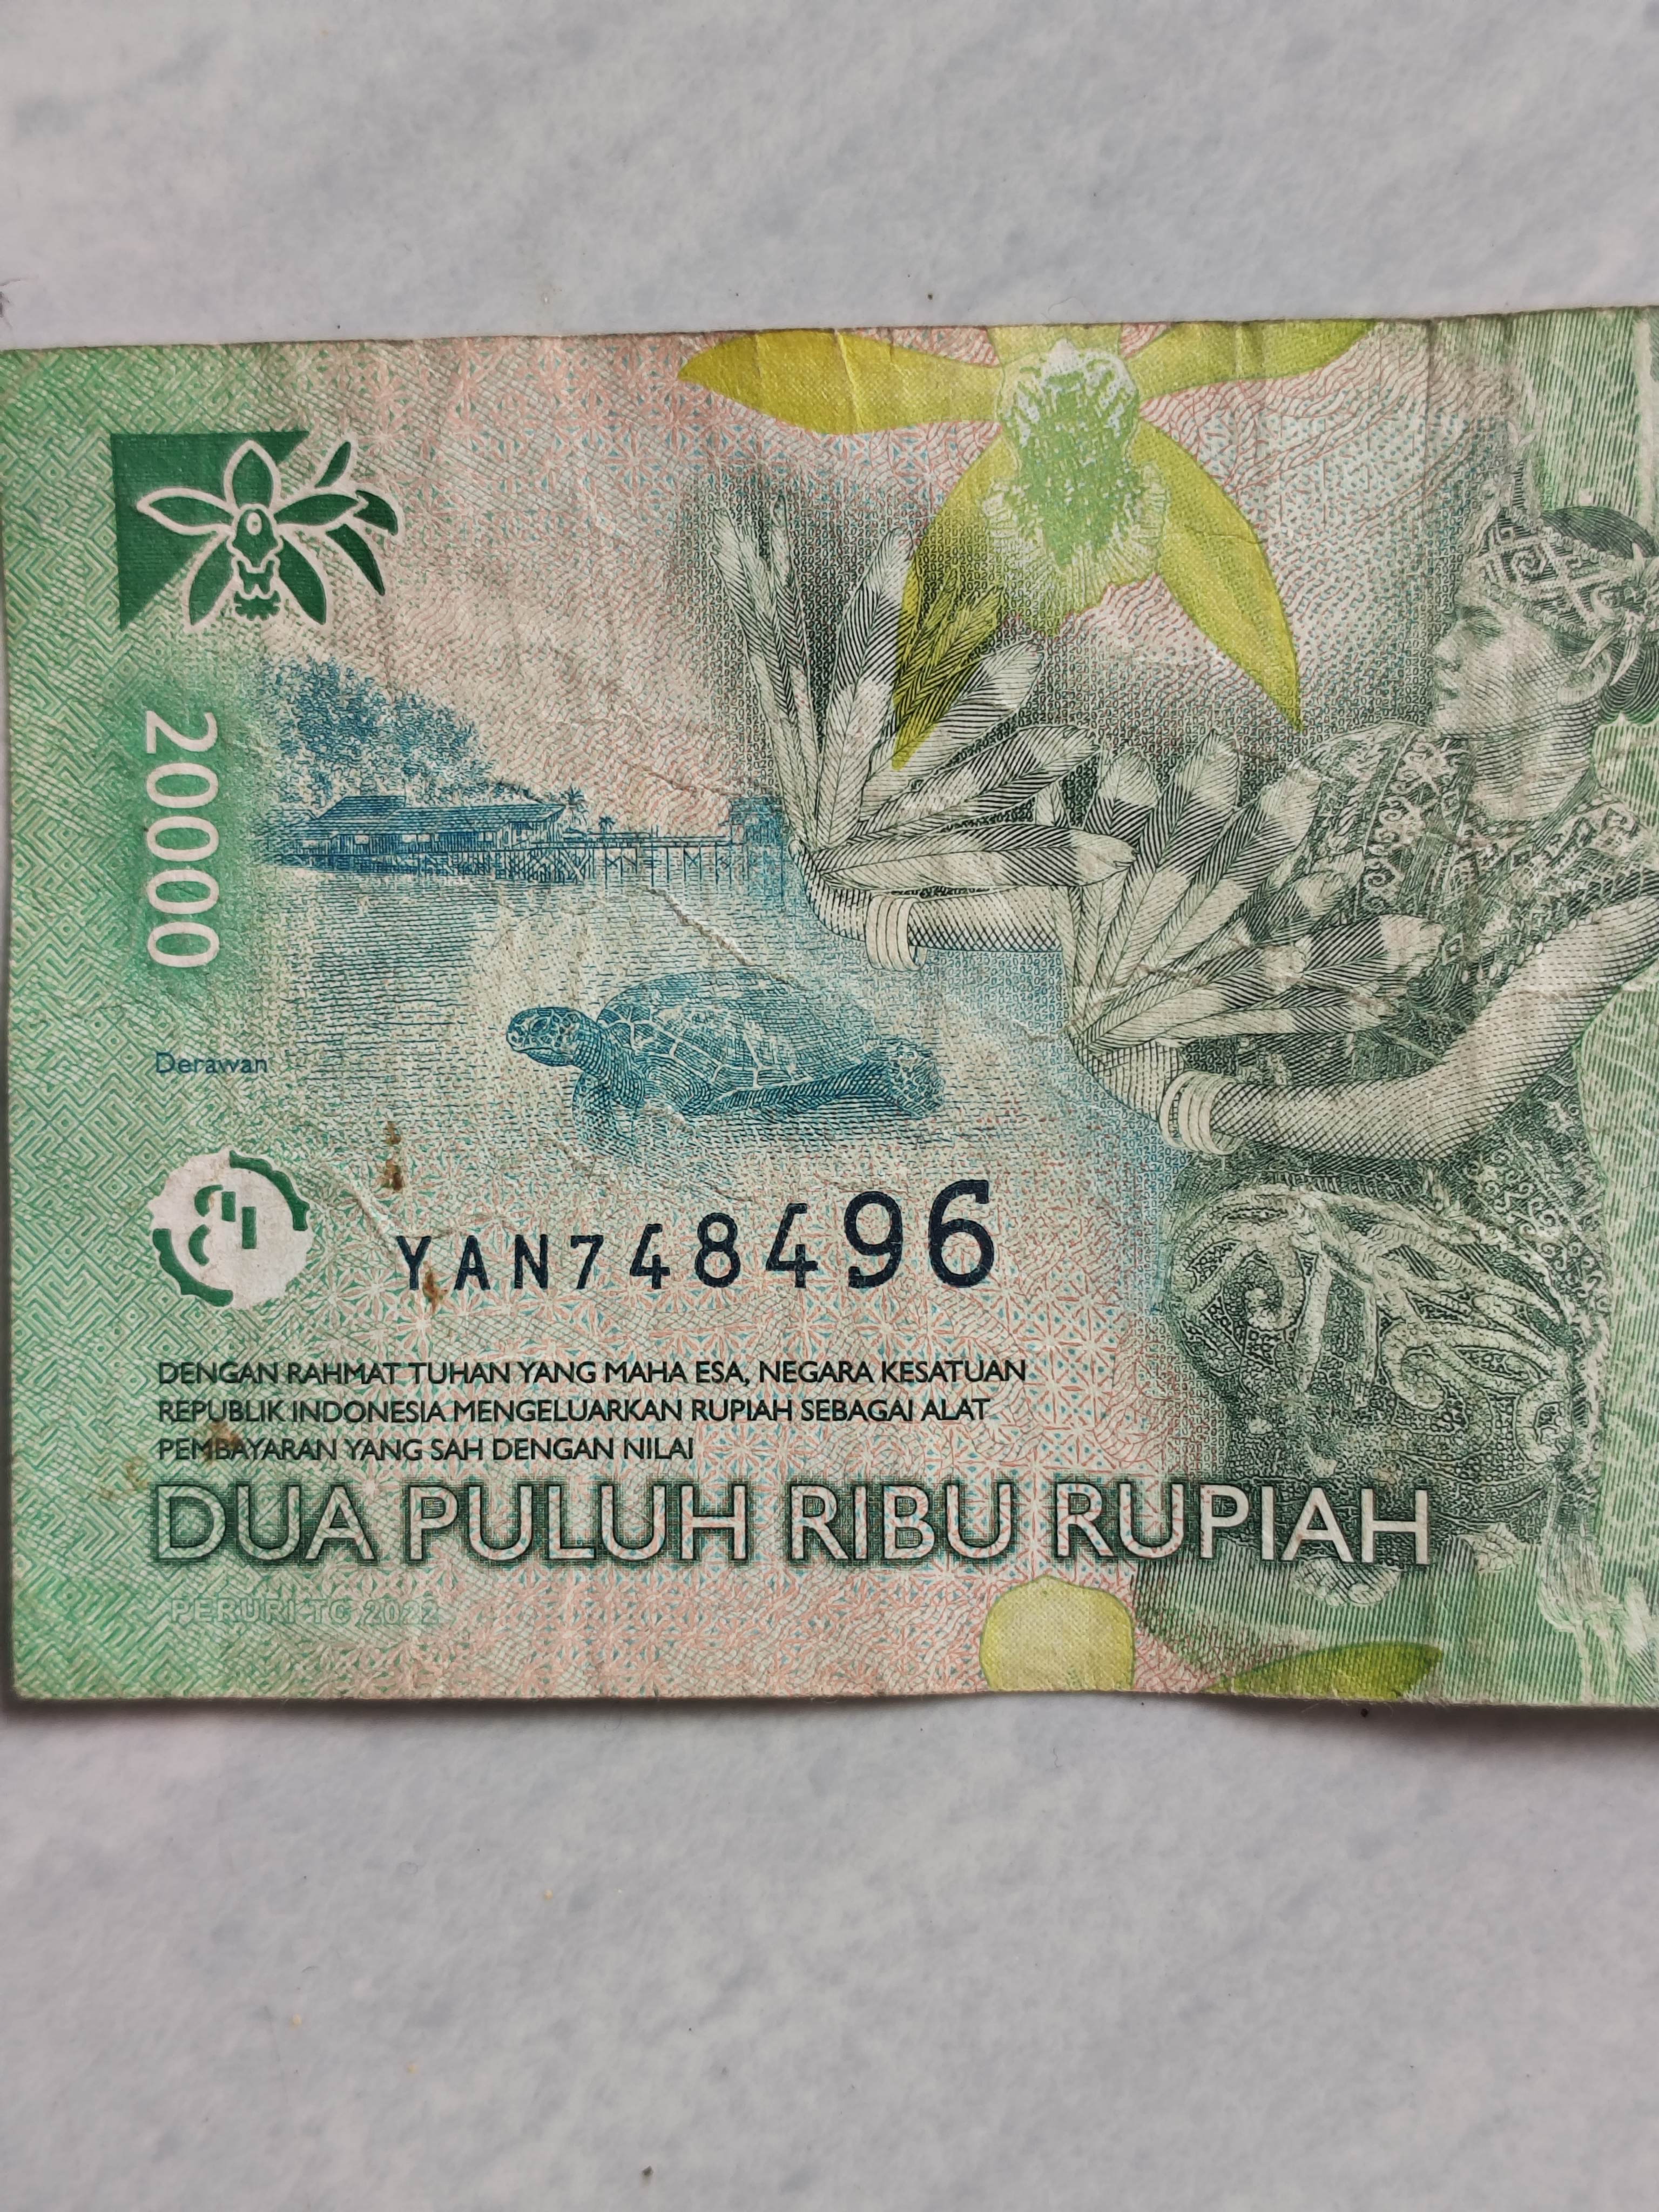 20000
Derawan
YAN748496
DENGAN RAHMAT TUHAN YANG MAHA ESA, NEGARA KESATUAN
REPUBLIK INDONESIA MENGELUARKAN RUPIAH SEBAGAI ALAT
PEMBAYARAN YANG SAH DENGAN NILAI
DUA PULUH RIBU RUPIAH
PERURI TC 2022